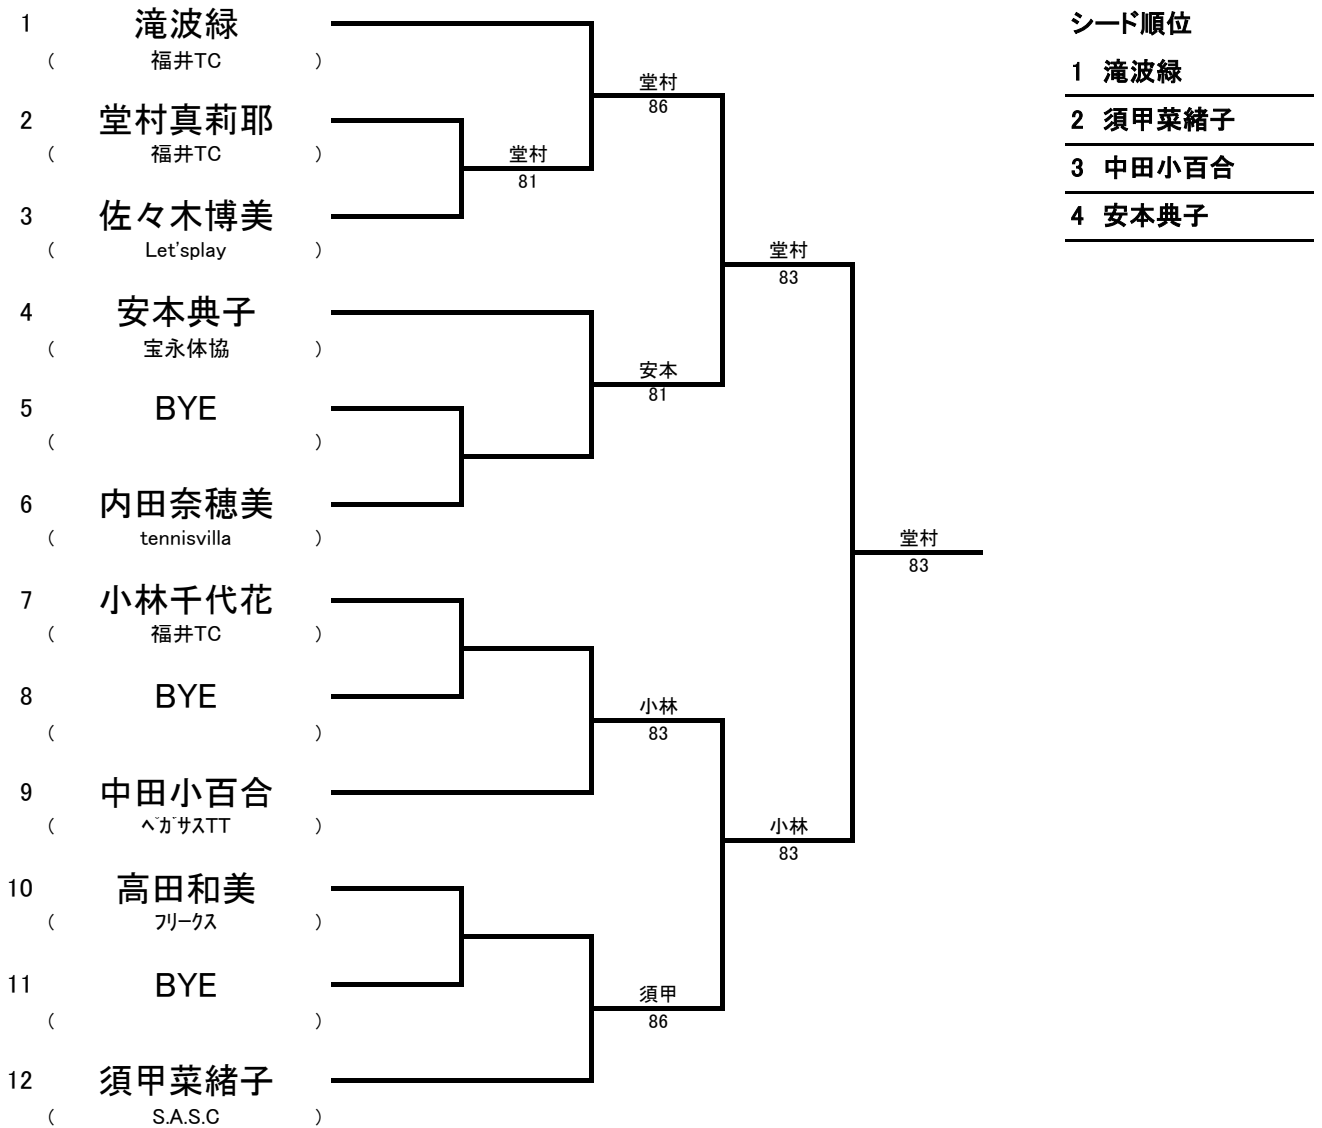 1 滝波緑
( 福井TC )
2 堂村真莉耶
( 福井TC )
3 佐々木博美
( Let'splay )
4 安本典子
( 宝永体協 )
5 BYE
( )
6 内田奈穂美
( tennisvilla )
7 小林千代花
( 福井TC )
8 BYE
( )
9 中田小百合
( ﾍﾟｶﾞｻｽTT )
10 高田和美
( ﾌﾘｰｸｽ )
11 BYE
( )
12 須甲菜緒子
( S.A.S.C )
堂村
81
堂村
86
安本
81
小林
83
須甲
86
堂村
83
小林
83
堂村
83
シード順位
1 滝波緑
2 須甲菜緒子
3 中田小百合
4 安本典子